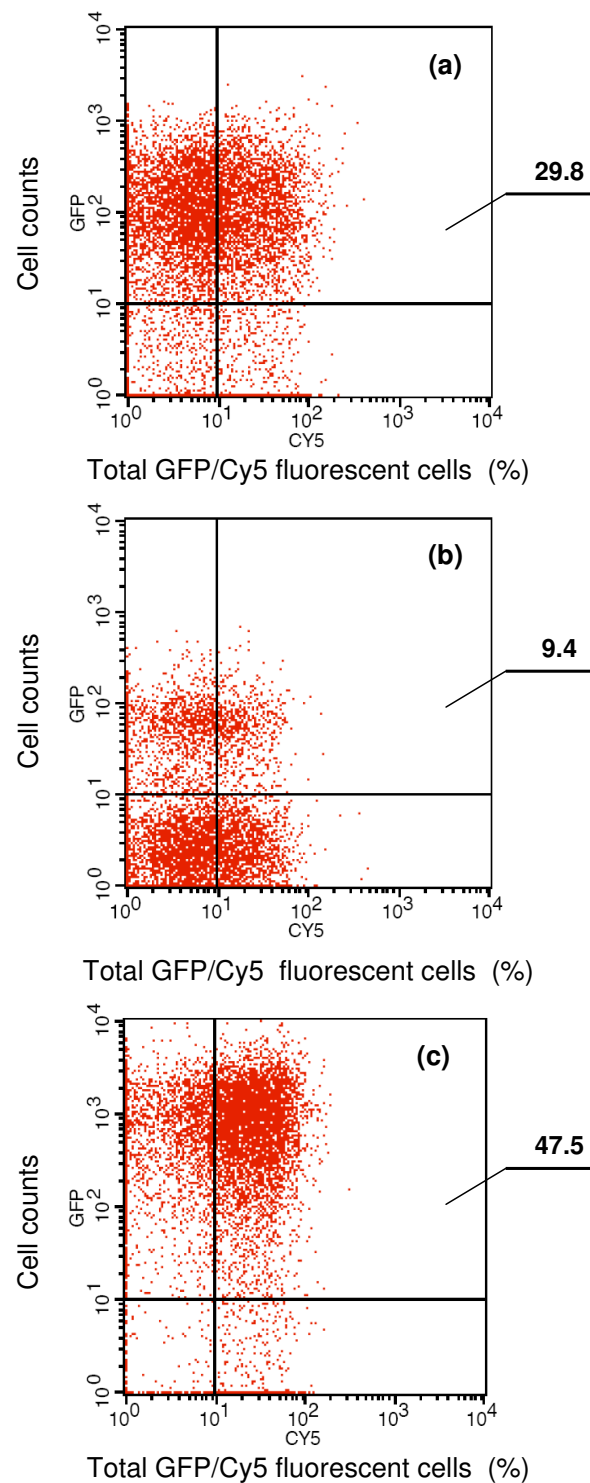 (a)
10^4
10^3
10^2
10^1
10^0
Cell counts
GFP
29.8
10^0 10^1 10^2 10^3 10^4
CY5
Total GFP/Cy5 fluorescent cells (%)
(b)
10^4
10^3
10^2
10^1
10^0
Cell counts
GFP
9.4
10^0 10^1 10^2 10^3 10^4
CY5
Total GFP/Cy5 fluorescent cells (%)
(c)
10^4
10^3
10^2
10^1
10^0
Cell counts
GFP
47.5
10^0 10^1 10^2 10^3 10^4
CY5
Total GFP/Cy5 fluorescent cells (%)